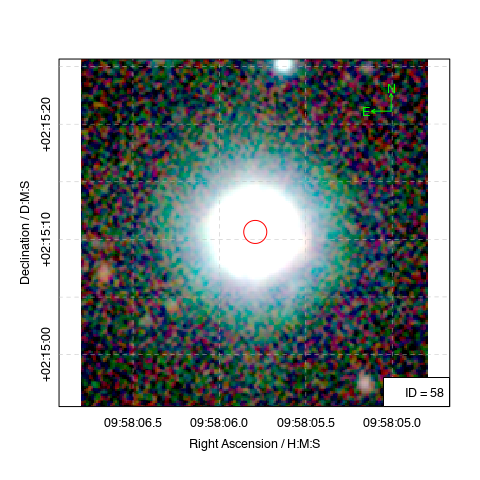 N
E
+02:15:20
+02:15:10
+02:15:00
Declination / D:M:S
ID = 58
09:58:06.5 09:58:06.0 09:58:05.5 09:58:05.0
Right Ascension / H:M:S